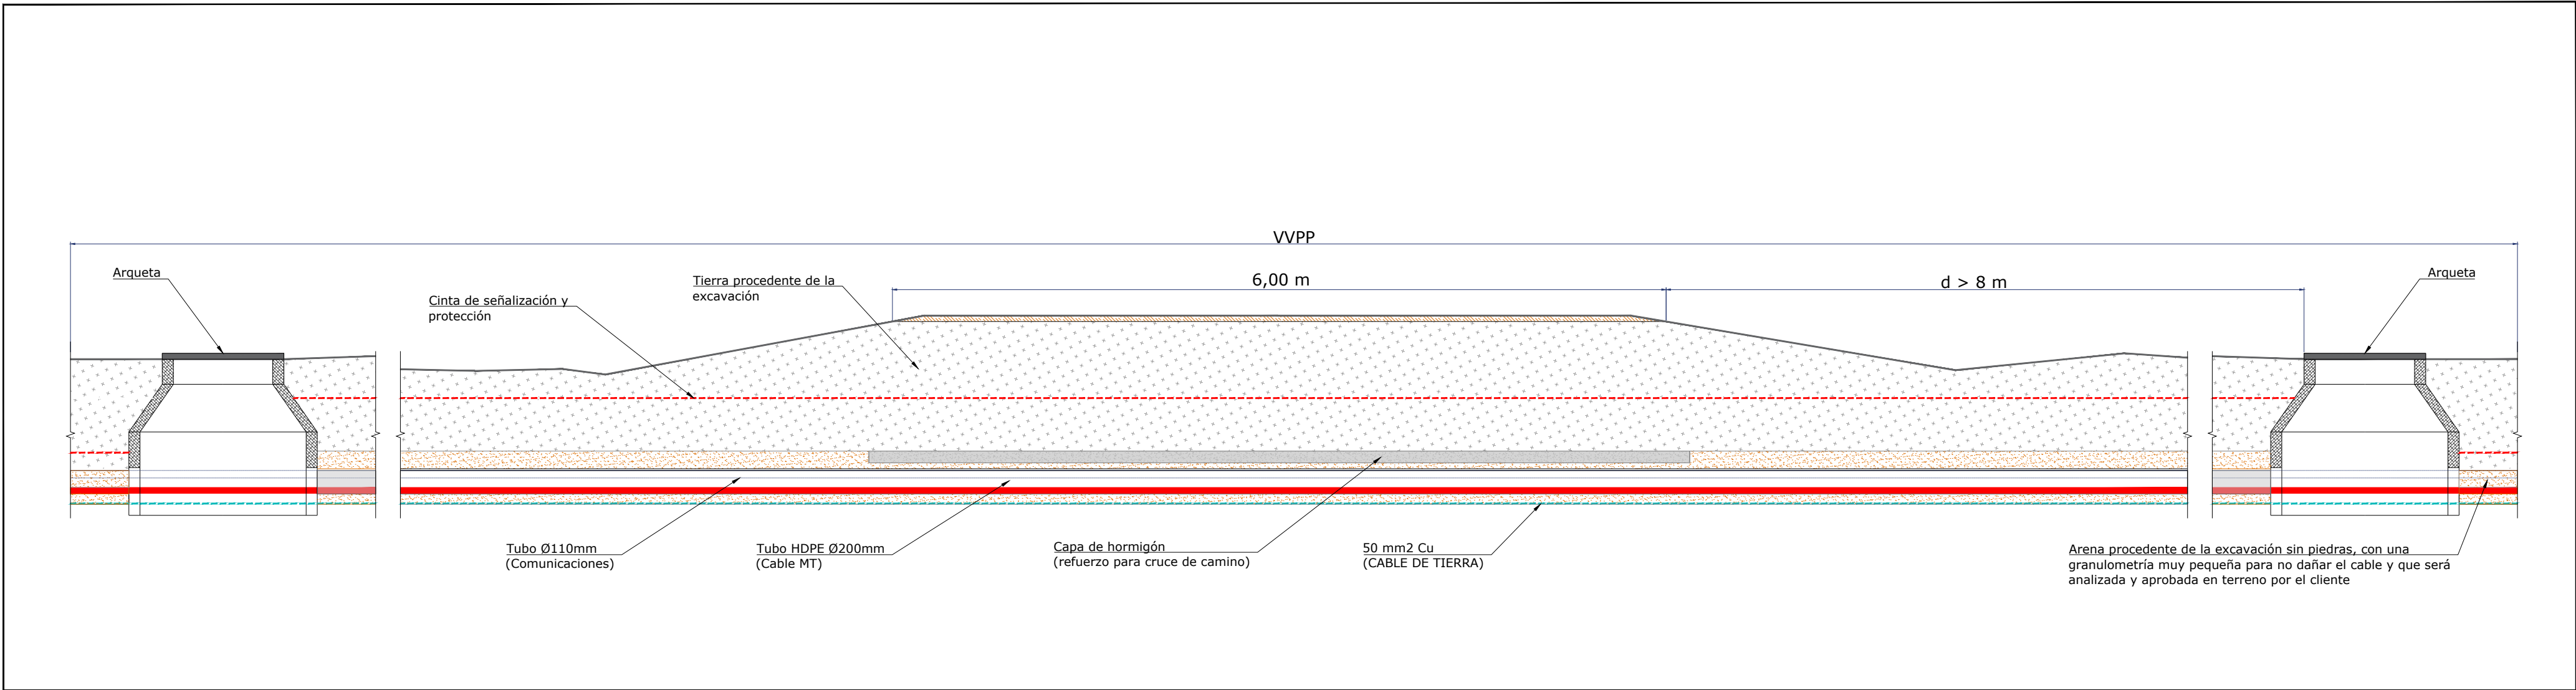 VVPP
Arqueta
Cinta de señalización y
protección
Tierra procedente de la
excavación
6,00 m
d > 8 m
Arqueta
Tubo Ø110mm
(Comunicaciones)
Tubo HDPE Ø200mm
(Cable MT)
Capa de hormigón
(refuerzo para cruce de camino)
50 mm2 Cu
(CABLE DE TIERRA)
Arena procedente de la excavación sin piedras, con una
granulometría muy pequeña para no dañar el cable y que será
analizada y aprobada en terreno por el cliente